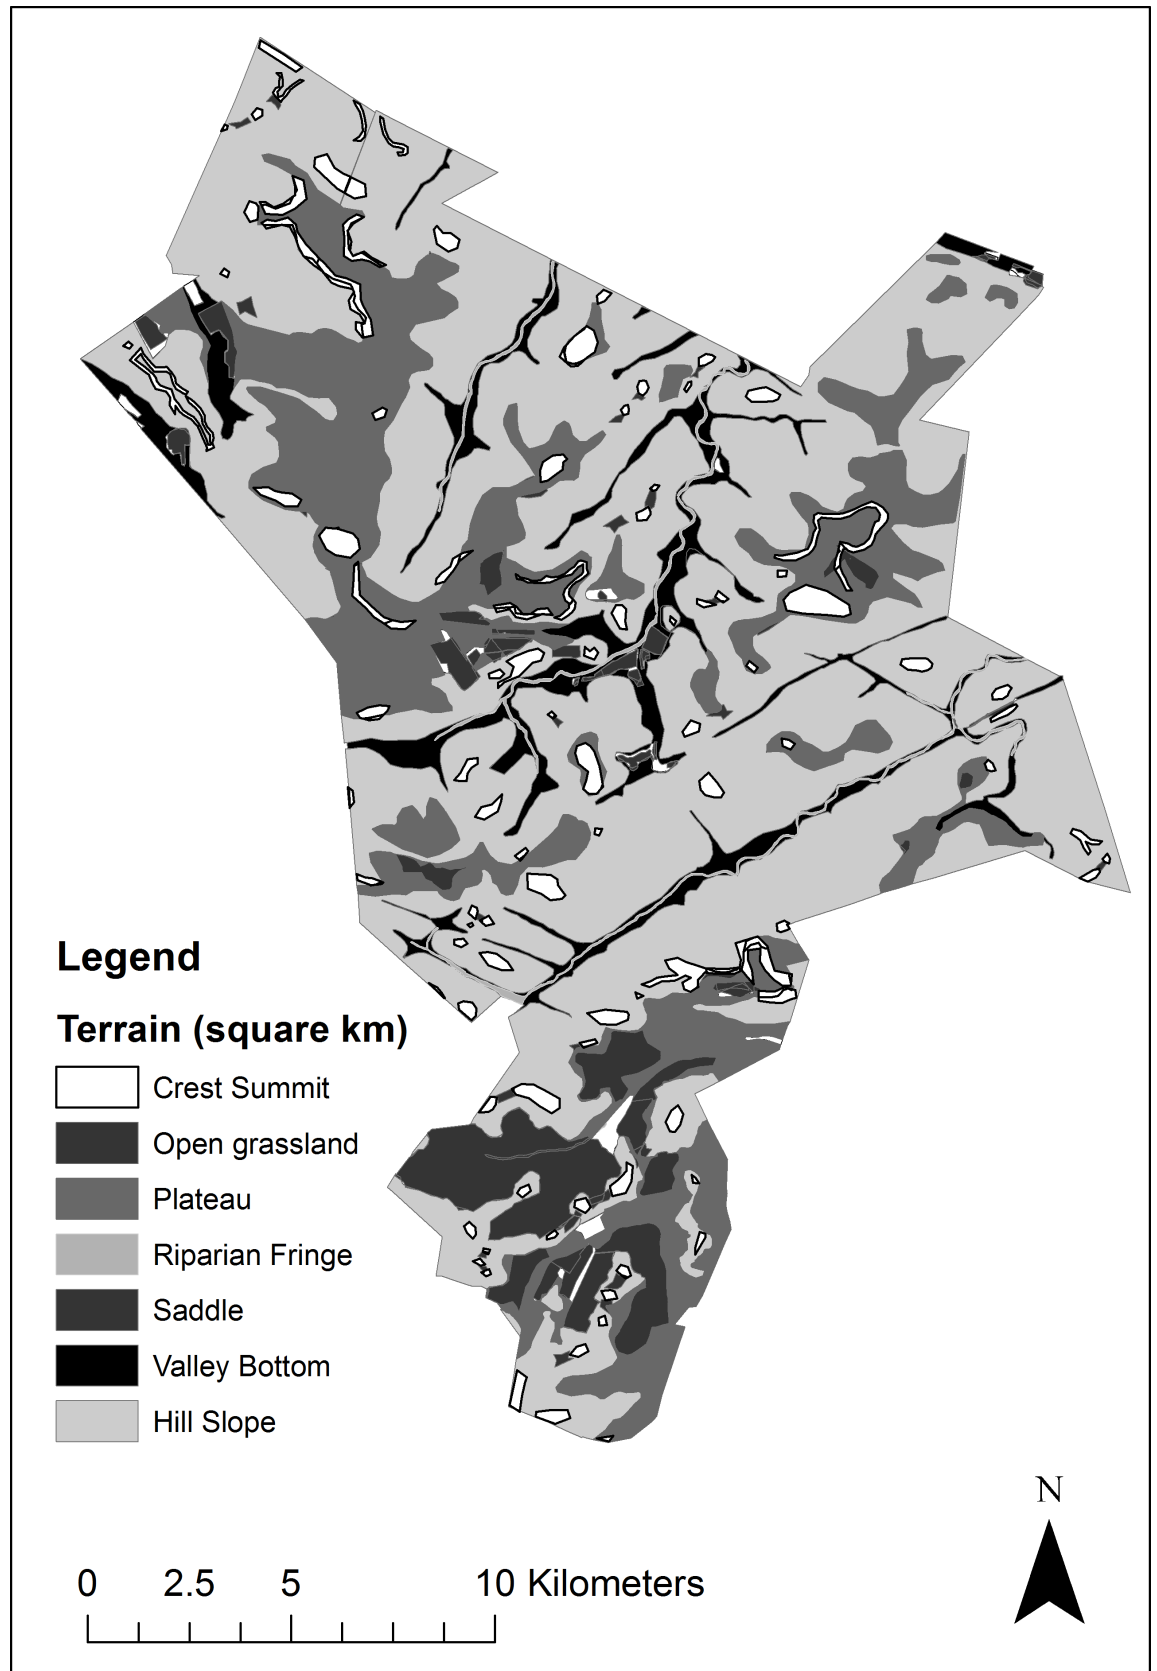 Legend
Terrain (square km)
Crest Summit
Open grassland
Plateau
Riparian Fringe
Saddle
Valley Bottom
Hill Slope
N
0 2.5 5 10 Kilometers